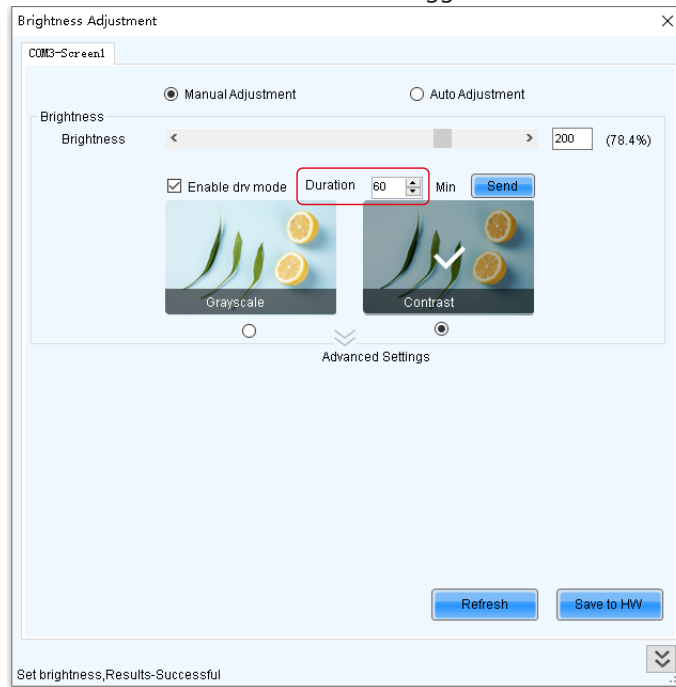 Brightness Adjustment
COM3-Screen1
Manual Adjustment Auto Adjustment
Brightness
Brightness 200 (78.4%)
Enable drv mode Duration 60 Min Send
Grayscale Contrast
Advanced Settings
Refresh Save to HW
Set brightness,Results-Successful